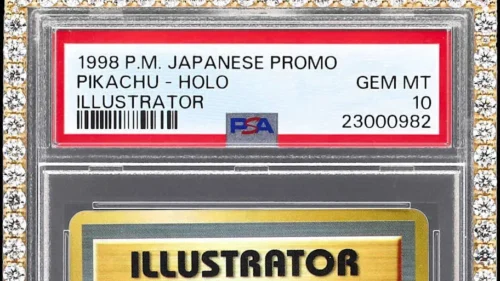 1998 P.M. JAPANESE PROMO
PIKACHU - HOLO GEM MT
ILLUSTRATOR 10
PSA 23000982
ILLUSTRATOR